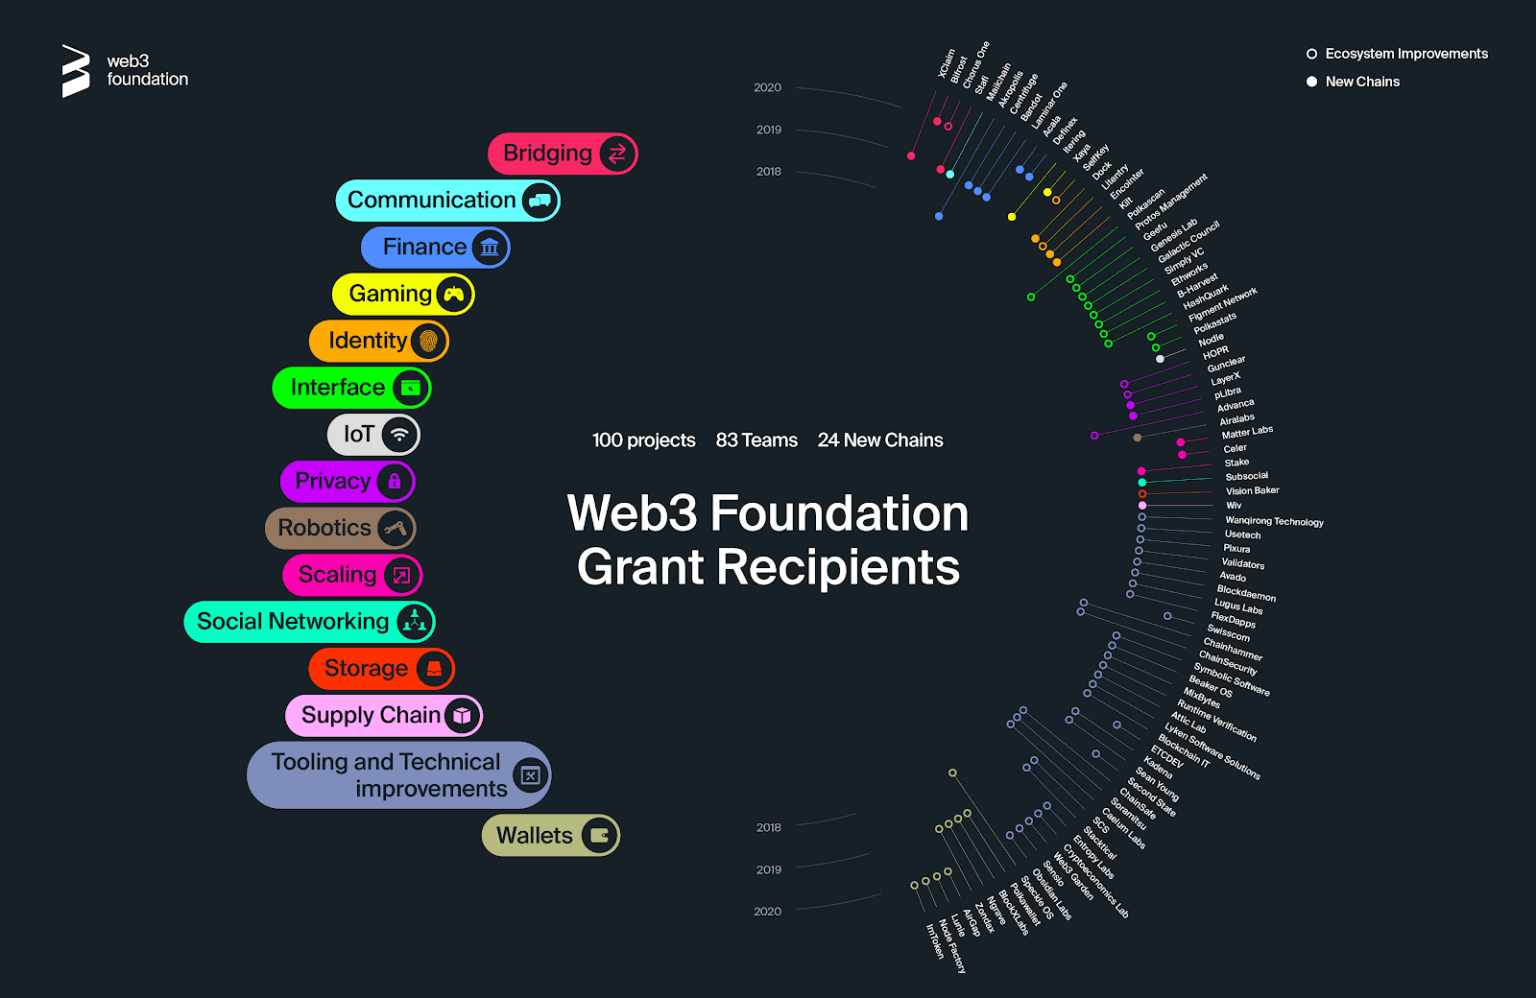 web3
foundation
Ecosystem Improvements
New Chains
Bridging
Communication
Finance
Gaming
Identity
Interface
IoT
Privacy
Robotics
Scaling
Social Networking
Storage
Supply Chain
Tooling and Technical
improvements
Wallets
100 projects 83 Teams 24 New Chains
Web3 Foundation
Grant Recipients
2020
2019
2018
XClaim
Bifrost
Chorus One
Stafi
Mailchain
Akropolis
Centrifuge
Bandot
Laminar One
Acala
Definex
Itering
Xaya
SelfKey
Dock
Litentry
Encointer
Kilt
Polkascan
Protos Management
Geefu
Genesis Lab
Galactic Council
Simply VC
Ethworks
B-Harvest
HashQuark
Figment Network
Polkastats
Nodle
HOPR
Gunclear
LayerX
pLibra
Advanca
Airalabs
Matter Labs
Celer
Stake
Subsocial
Vision Baker
Wiv
Wanqirong Technology
Usetech
Pixura
Validators
Avado
Blockdaemon
Lugus Labs
FlexDapps
Swisscom
Chainhammer
ChainSecurity
Symbolic Software
Beaker OS
MixBytes
Runtime Verification
Attic Lab
Lyken Software Solutions
Blockchain IT
ETCDEV
Kadena
Sean Young
Second State
ChainSafe
Soramitsu
Caelum Labs
SCS
Stacktical
Entropy Labs
Cryptoeconomics Lab
Web3 Garden
Sensio
Obsidian Labs
Speckle OS
Polkawallet
BlockXLabs
Ngrave
Zondax
AirGap
Lunie
Node Factory
ImToken
2018
2019
2020